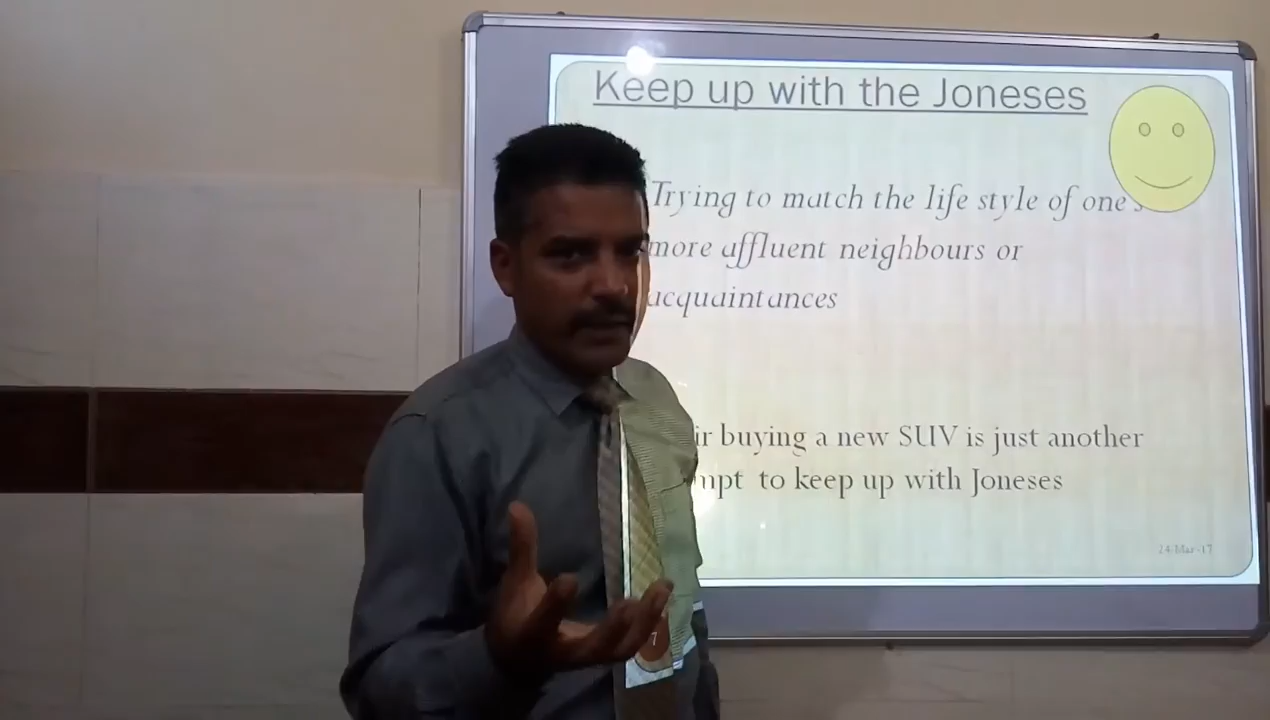 Keep up with the Joneses
Trying to match the life style of one's
more affluent neighbours or
acquaintances
buying a new SUV is just another
to keep up with Joneses
24-Mar-17
7